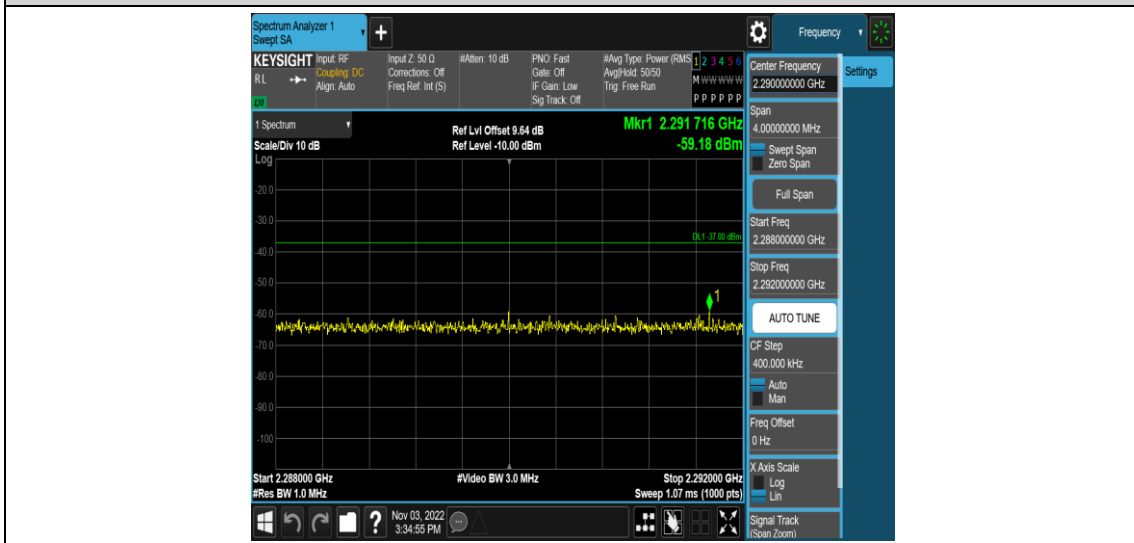 Spectrum Analyzer 1
Swept SA
+
Frequency
KEYSIGHT
RL
LNI
Input: RF
Coupling: DC
Align: Auto
Input Z: 50 Ω
Corrections: Off
Freq Ref: Int (S)
#Atten: 10 dB
PNO: Fast
Gate: Off
IF Gain: Low
Sig Track: Off
#Avg Type: Power (RMS
Avg|Hold: 50/50
Trig: Free Run
1 2 3 4 5 6
M W W W W W
P P P P P P
1 Spectrum
Scale/Div 10 dB
Ref Lvl Offset 9.64 dB
Ref Level -10.00 dBm
Mkr1 2.291 716 GHz
-59.18 dBm
Log
-20.0
-30.0
DL1 -37.00 dBm
-40.0
-50.0
1
-60.0
-70.0
-80.0
-90.0
-100
Start 2.288000 GHz
#Res BW 1.0 MHz
#Video BW 3.0 MHz
Stop 2.292000 GHz
Sweep 1.07 ms (1000 pts)
Center Frequency
2.290000000 GHz
Settings
Span
4.00000000 MHz
Swept Span
Zero Span
Full Span
Start Freq
2.288000000 GHz
Stop Freq
2.292000000 GHz
AUTO TUNE
CF Step
400.000 kHz
Auto
Man
Freq Offset
0 Hz
X Axis Scale
Log
Lin
Signal Track
(Span Zoom)
?
Nov 03, 2022
3:34:55 PM